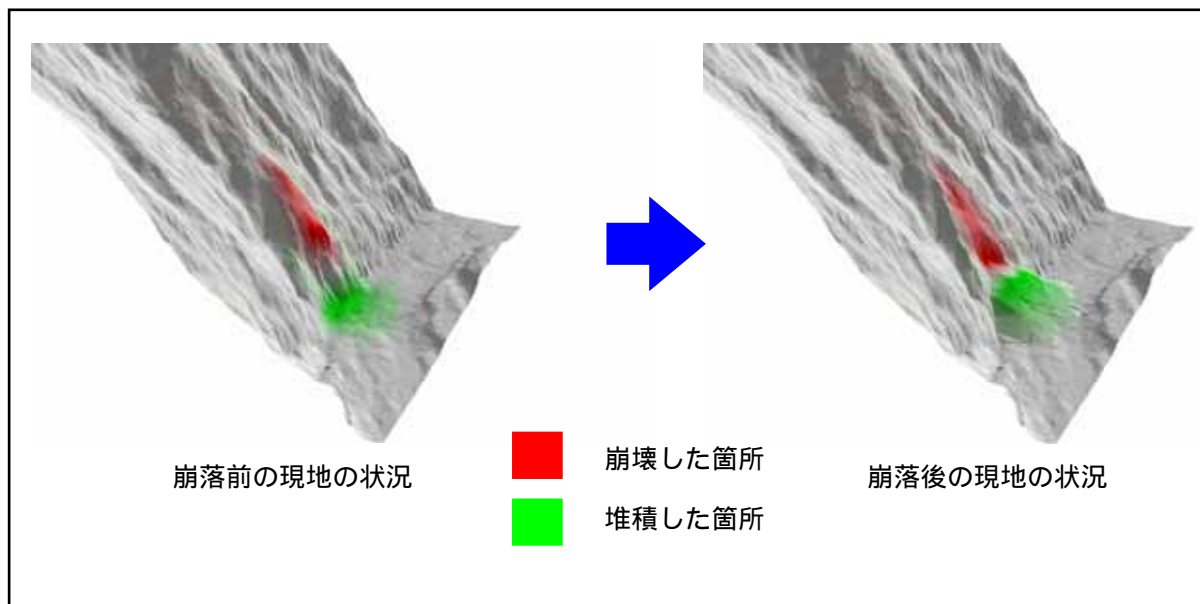 崩落前の現地の状況
崩壊した箇所
堆積した箇所
崩落後の現地の状況